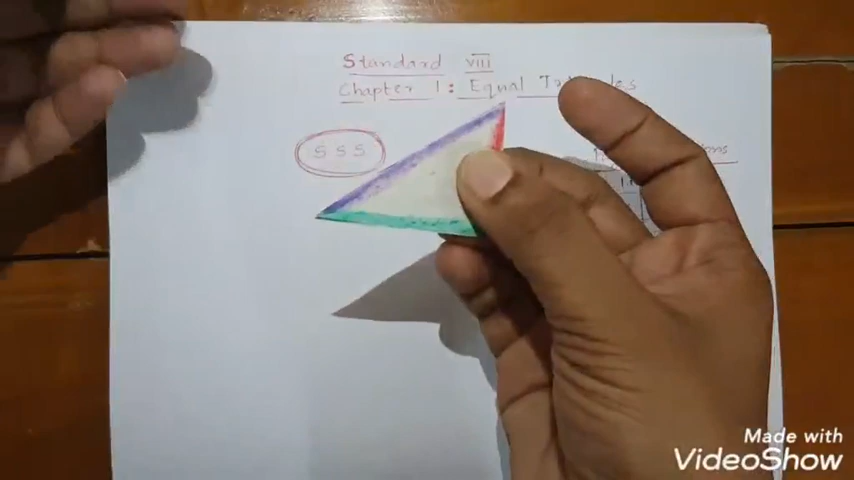 Standard VIII
Chapter 1: Equal
SSS
Made with
VideoShow